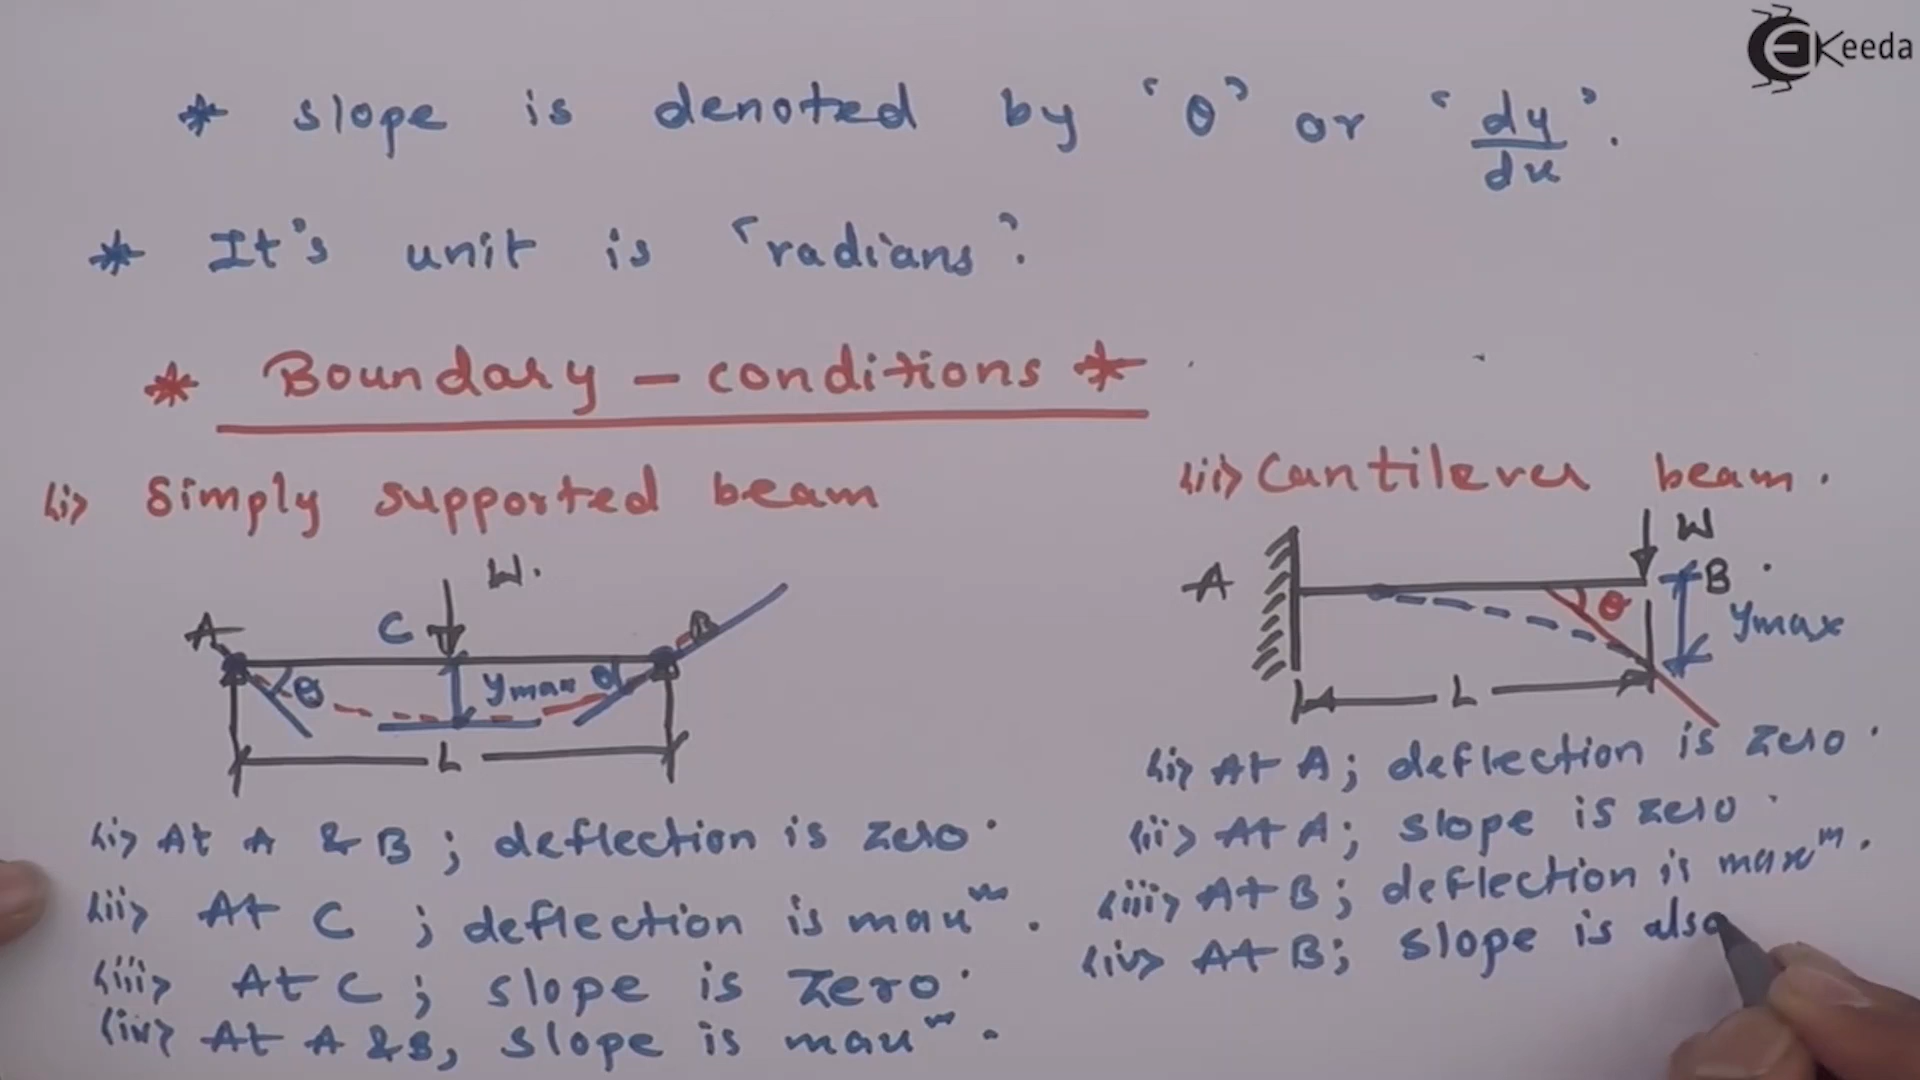 Keeda
* slope is denoted by 'θ' or 'dy/dx'.
* It's unit is 'radians'.
* Boundary - conditions *
(i) Simply supported beam
W.
A C B
θ ymax θ
L
(i) At A & B ; deflection is zero.
(ii) At C ; deflection is maxᵐ.
(iii) At C ; slope is zero.
(iv) At A & B, slope is maxᵐ.
(ii) Cantilever beam.
W
A B
θ ymax
L
(i) At A; deflection is zero.
(ii) At A; slope is zero.
(iii) At B; deflection is maxᵐ.
(iv) At B; slope is also